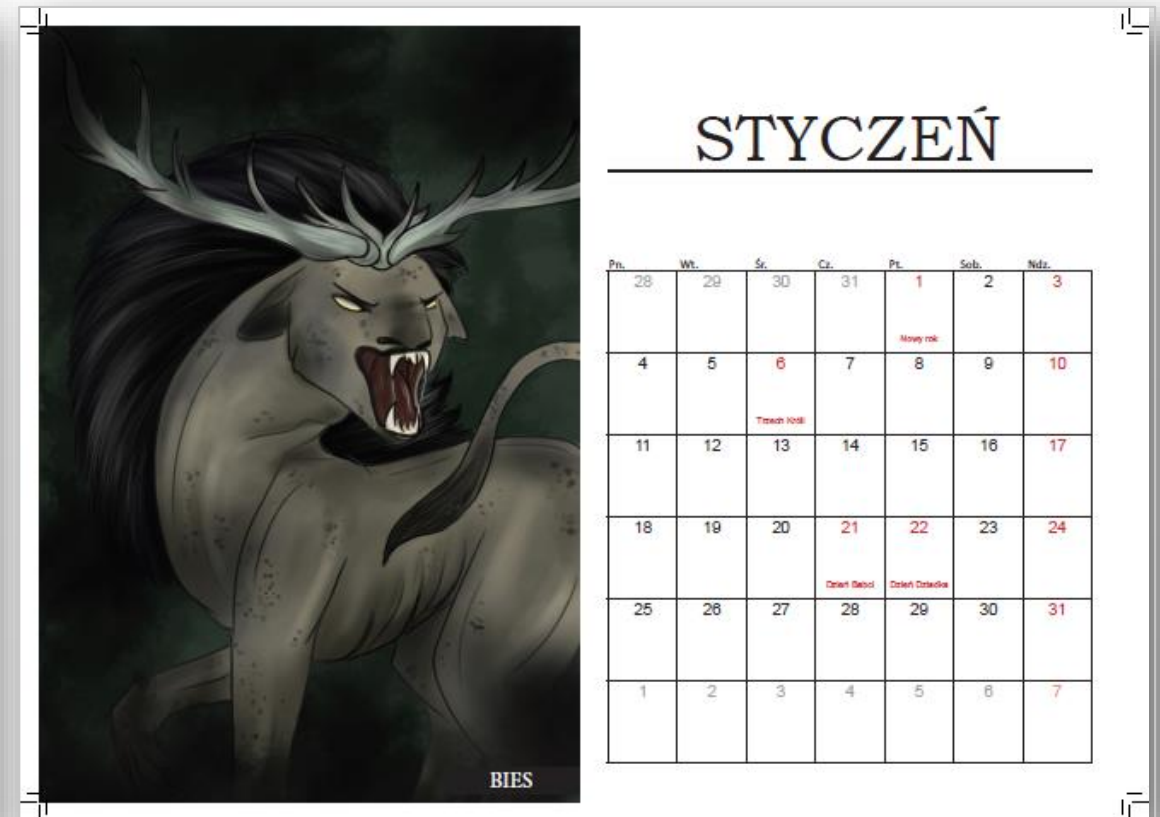 STYCZEŃ
Pn. Wt. Śr. Cz. Pt. Sob. Ndz.
28 29 30 31 1 2 3
Nowy rok
4 5 6 7 8 9 10
Trzech Król
11 12 13 14 15 16 17
18 19 20 21 22 23 24
Dzień Babci Dzień Dziadka
25 26 27 28 29 30 31
1 2 3 4 5 6 7
BIES